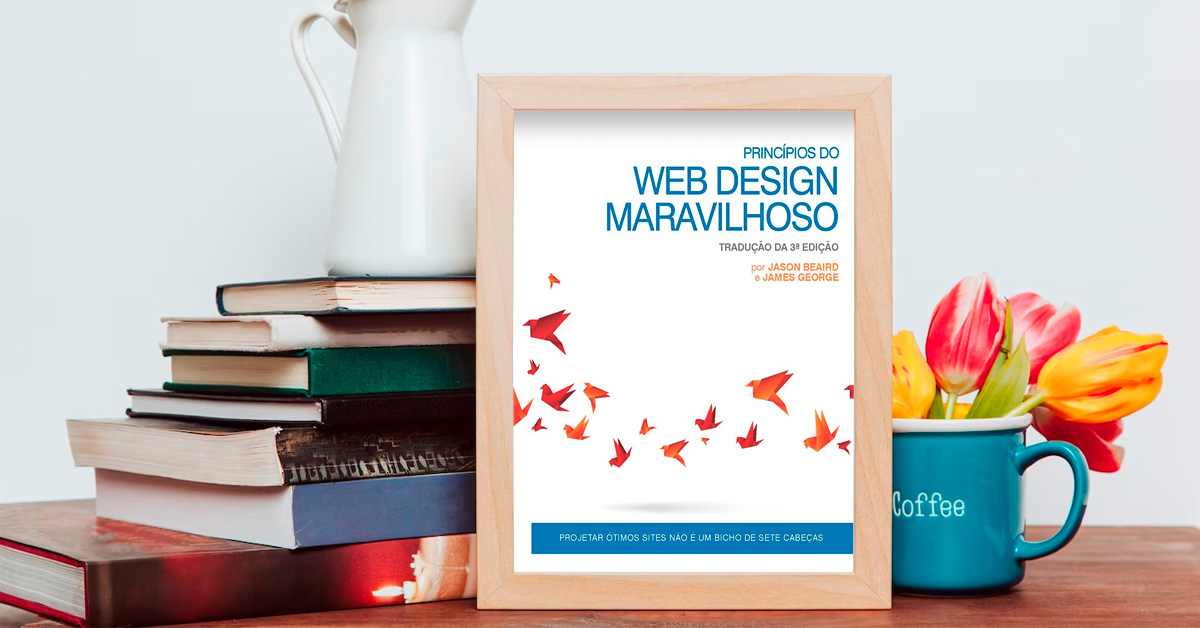 PRINCÍPIOS DO
WEB DESIGN
MARAVILHOSO
TRADUÇÃO DA 3ª EDIÇÃO
por JASON BEAIRD
e JAMES GEORGE
PROJETAR ÓTIMOS SITES NÃO É UM BICHO DE SETE CABEÇAS
Coffee